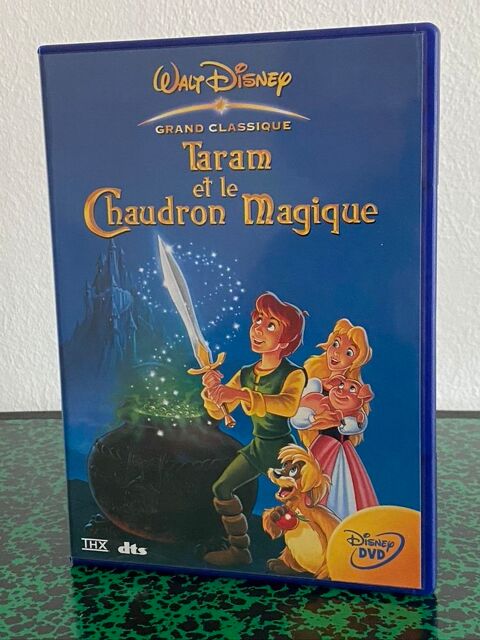 WALT DISNEY
GRAND CLASSIQUE
Taram
et le
Chaudron Magique
THX
dts
DISNEY
DVD